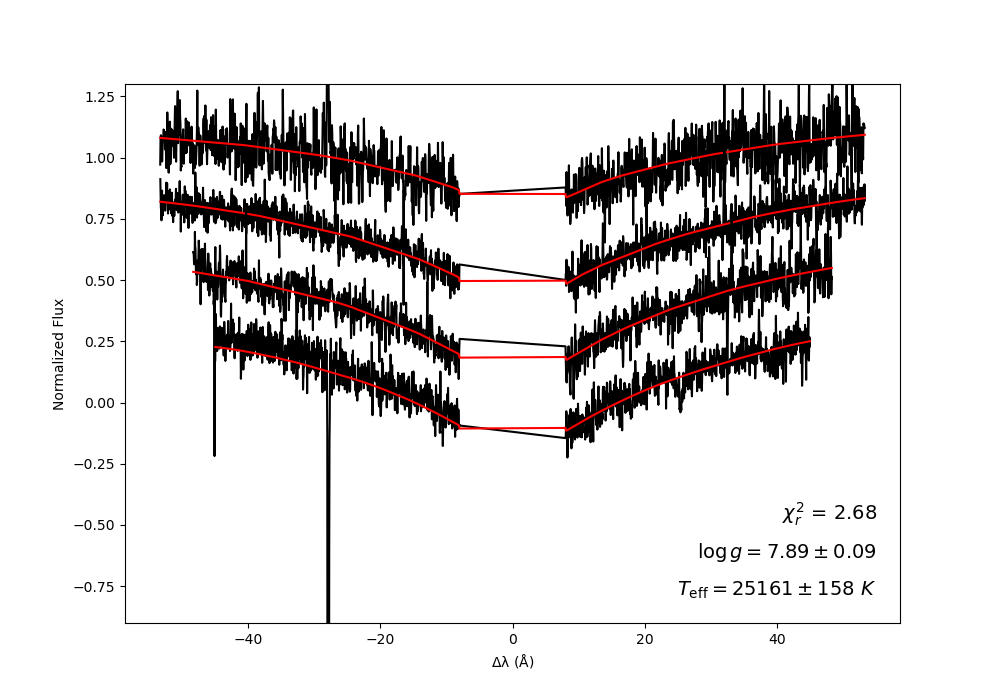 1.25
1.00
0.75
0.50
0.25
0.00
−0.25
−0.50
−0.75
Normalized Flux
χ²ᵣ = 2.68
log g = 7.89 ± 0.09
T_eff = 25161 ± 158 K
−40 −20 0 20 40
Δλ (Å)